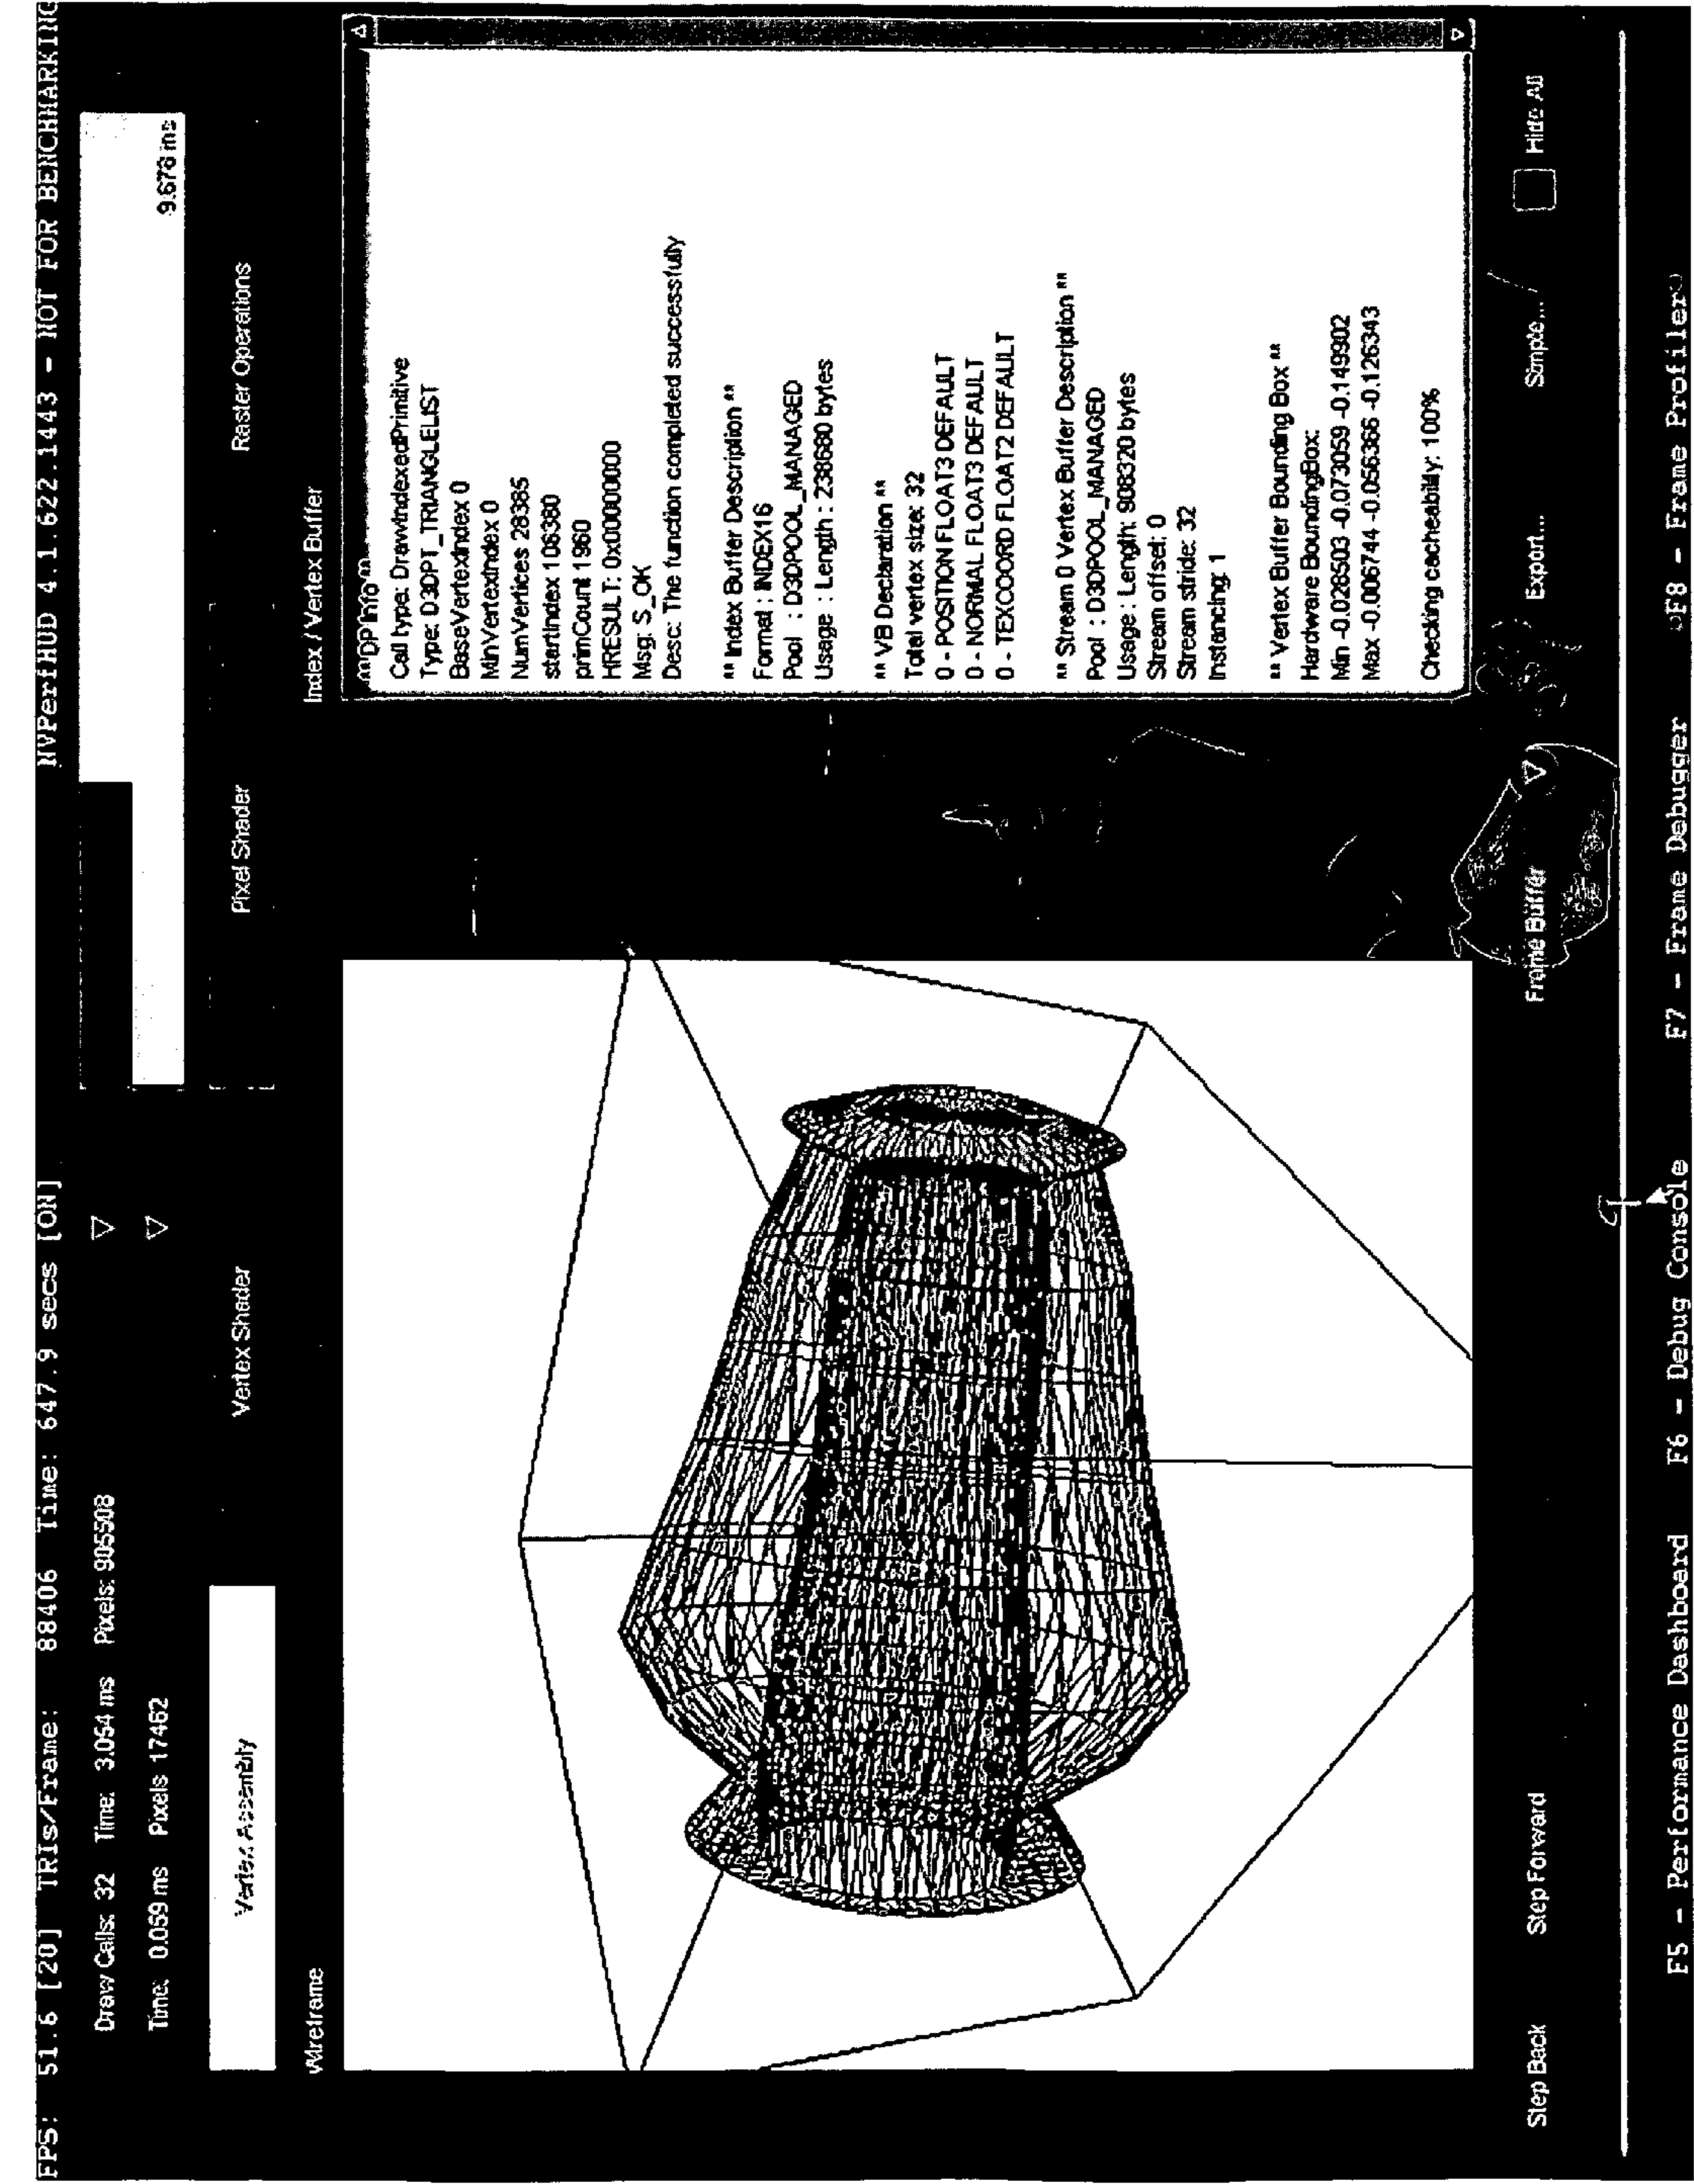 FPS: 51.6 [20] TRIs/Frame: 88406 Time: 647.9 secs [ON] NVPerfHUD 4.1.622.1443 - NOT FOR BENCHMARKING
Draw Calls: 32 Time: 3.054 ms Pixels: 905508
Time: 0.059 ms Pixels 17462
9.678 ms
Vertex Assembly Vertex Shader Pixel Shader Raster Operations
Wireframe
Index / Vertex Buffer
** DP Info **
Call type: DrawIndexedPrimitive
Type: D3DPT_TRIANGLELIST
BaseVertexIndex 0
MinVertexIndex 0
NumVertices 28385
startIndex 106380
primCount 1960
HRESULT: 0x00000000
Msg: S_OK
Desc: The function completed successfully
** Index Buffer Description **
Format : INDEX16
Pool : D3DPOOL_MANAGED
Usage : Length : 238680 bytes
** VB Declaration **
Total vertex size: 32
0 - POSITION FLOAT3 DEFAULT
0 - NORMAL FLOAT3 DEFAULT
0 - TEXCOORD FLOAT2 DEFAULT
** Stream 0 Vertex Buffer Description **
Pool : D3DPOOL_MANAGED
Usage : Length: 908320 bytes
Stream offset: 0
Stream stride: 32
Instancing: 1
** Vertex Buffer Bounding Box **
Hardware BoundingBox:
Min -0.028503 -0.073059 -0.149902
Max -0.006744 -0.056366 -0.126343
Checking cacheability: 100%
Step Back Step Forward Frame Buffer Export... Simple... Hide All
F5 - Performance Dashboard F6 - Debug Console F7 - Frame Debugger F8 - Frame Profiler